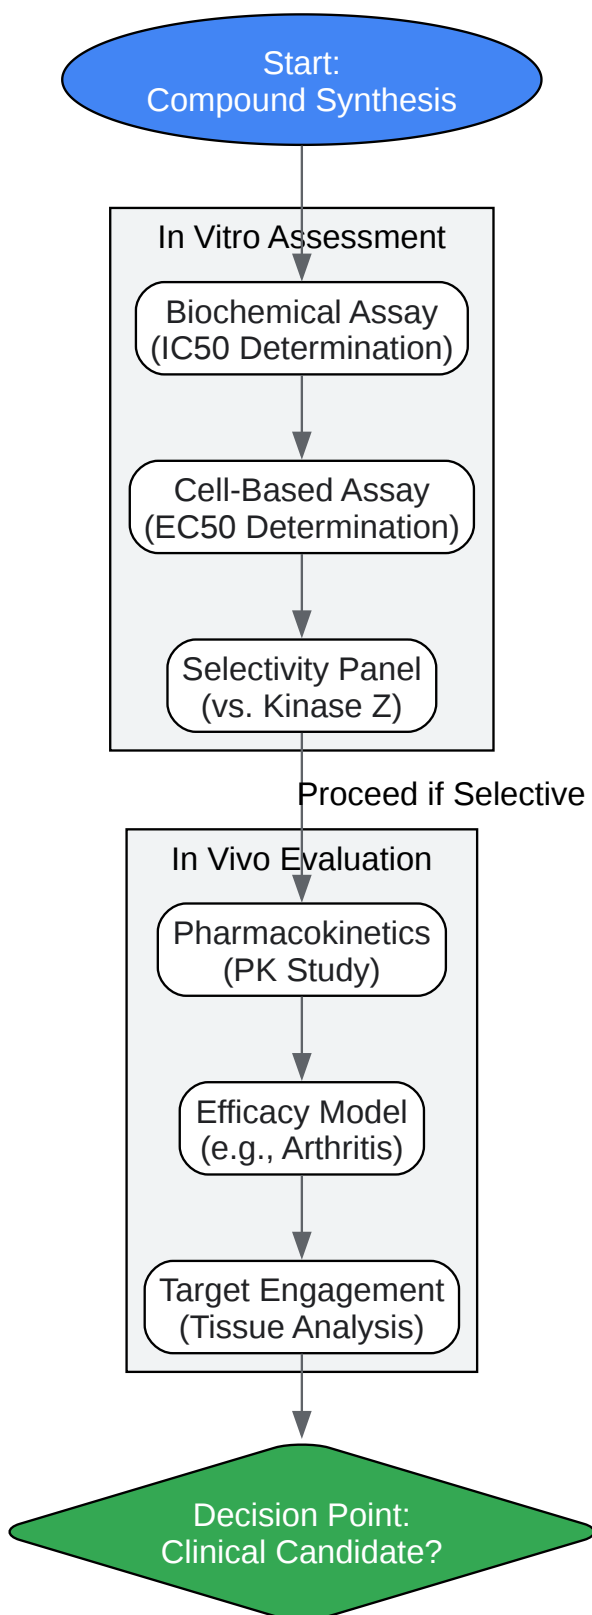 Start:
Compound Synthesis
In Vitro Assessment
Biochemical Assay
(IC50 Determination)
Cell-Based Assay
(EC50 Determination)
Selectivity Panel
(vs. Kinase Z)
Proceed if Selective
In Vivo Evaluation
Pharmacokinetics
(PK Study)
Efficacy Model
(e.g., Arthritis)
Target Engagement
(Tissue Analysis)
Decision Point:
Clinical Candidate?